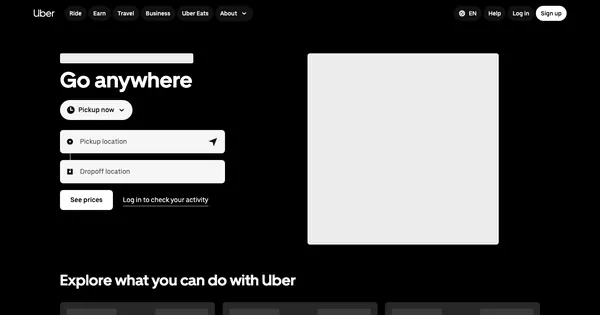 Uber Ride Earn Travel Business Uber Eats About EN Help Log in Sign up
Go anywhere
Pickup now
Pickup location
Dropoff location
See prices Log in to check your activity
Explore what you can do with Uber